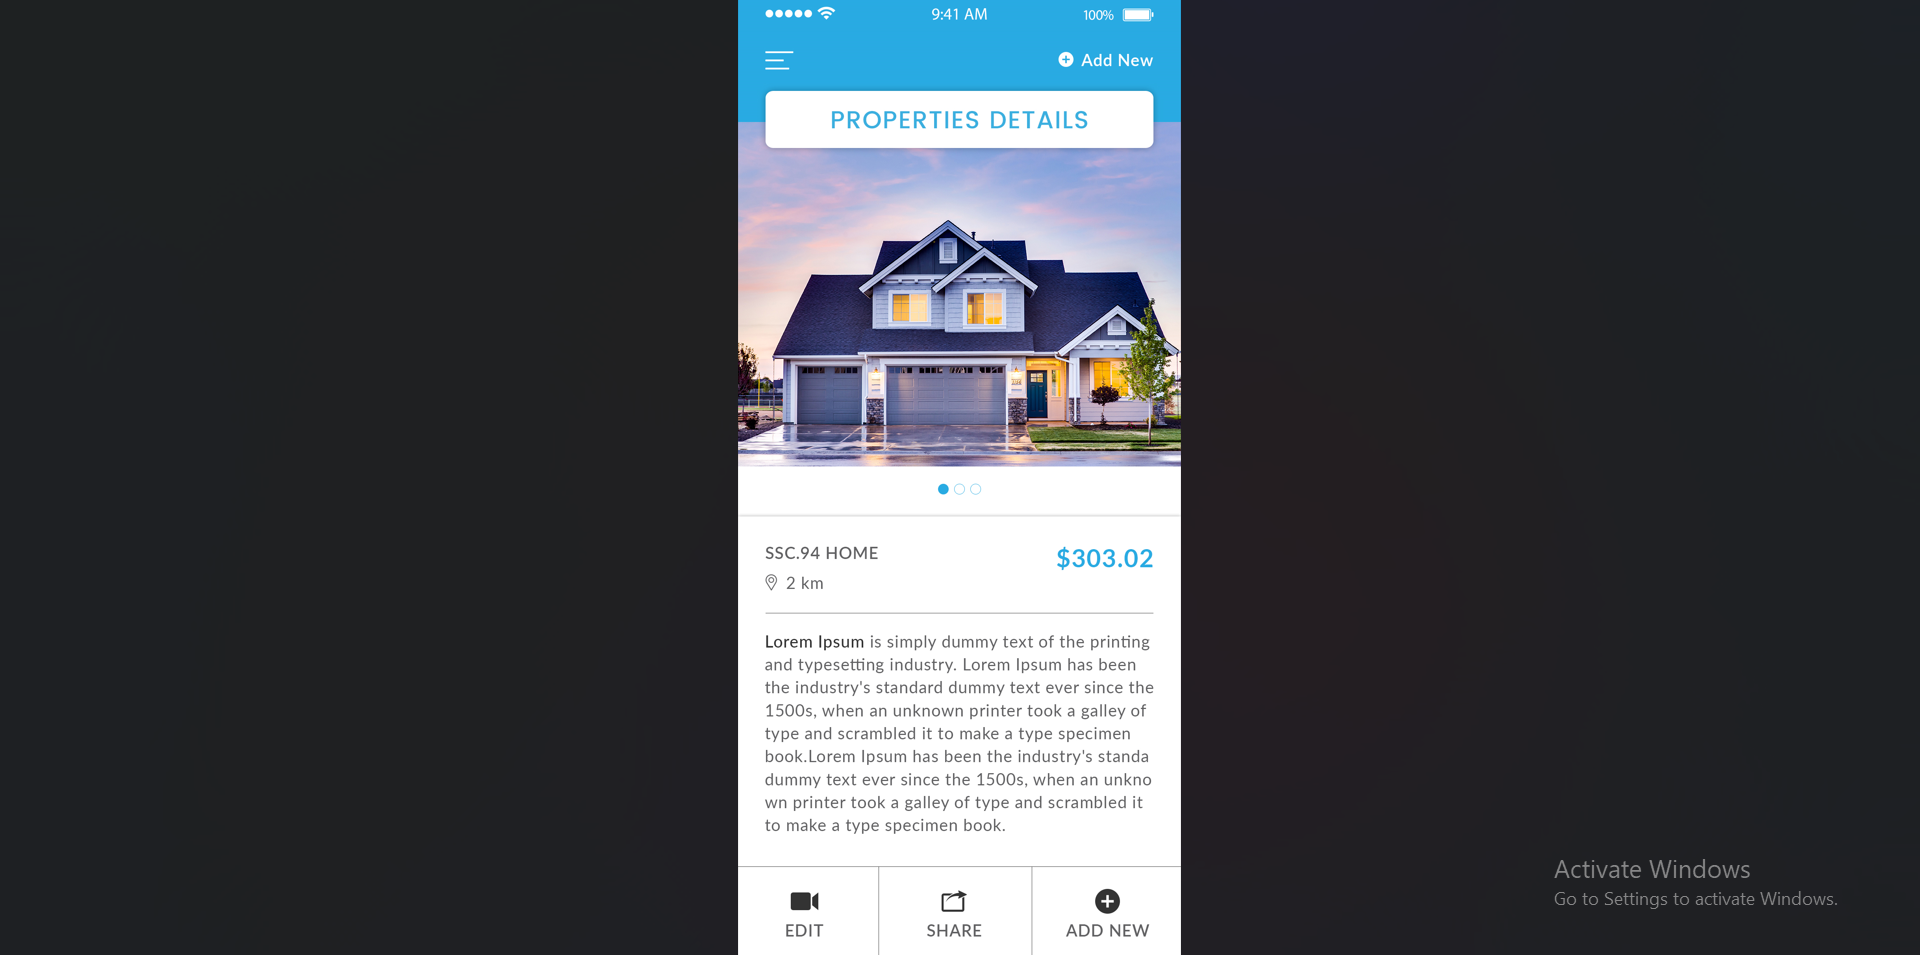 9:41 AM
100%
Add New
PROPERTIES DETAILS
SSC.94 HOME
$303.02
2 km
Lorem Ipsum is simply dummy text of the printing
and typesetting industry. Lorem Ipsum has been
the industry's standard dummy text ever since the
1500s, when an unknown printer took a galley of
type and scrambled it to make a type specimen
book.Lorem Ipsum has been the industry's standa
dummy text ever since the 1500s, when an unkno
wn printer took a galley of type and scrambled it
to make a type specimen book.
EDIT
SHARE
ADD NEW
Activate Windows
Go to Settings to activate Windows.